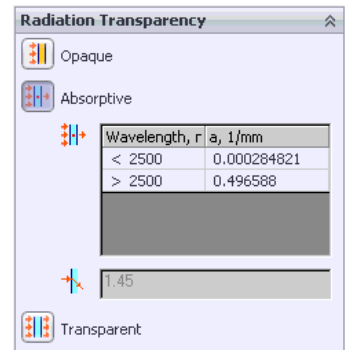 Radiation Transparency
Opaque
Absorptive
Wavelength, r a, 1/mm
< 2500 0.000284821
> 2500 0.496588
1.45
Transparent